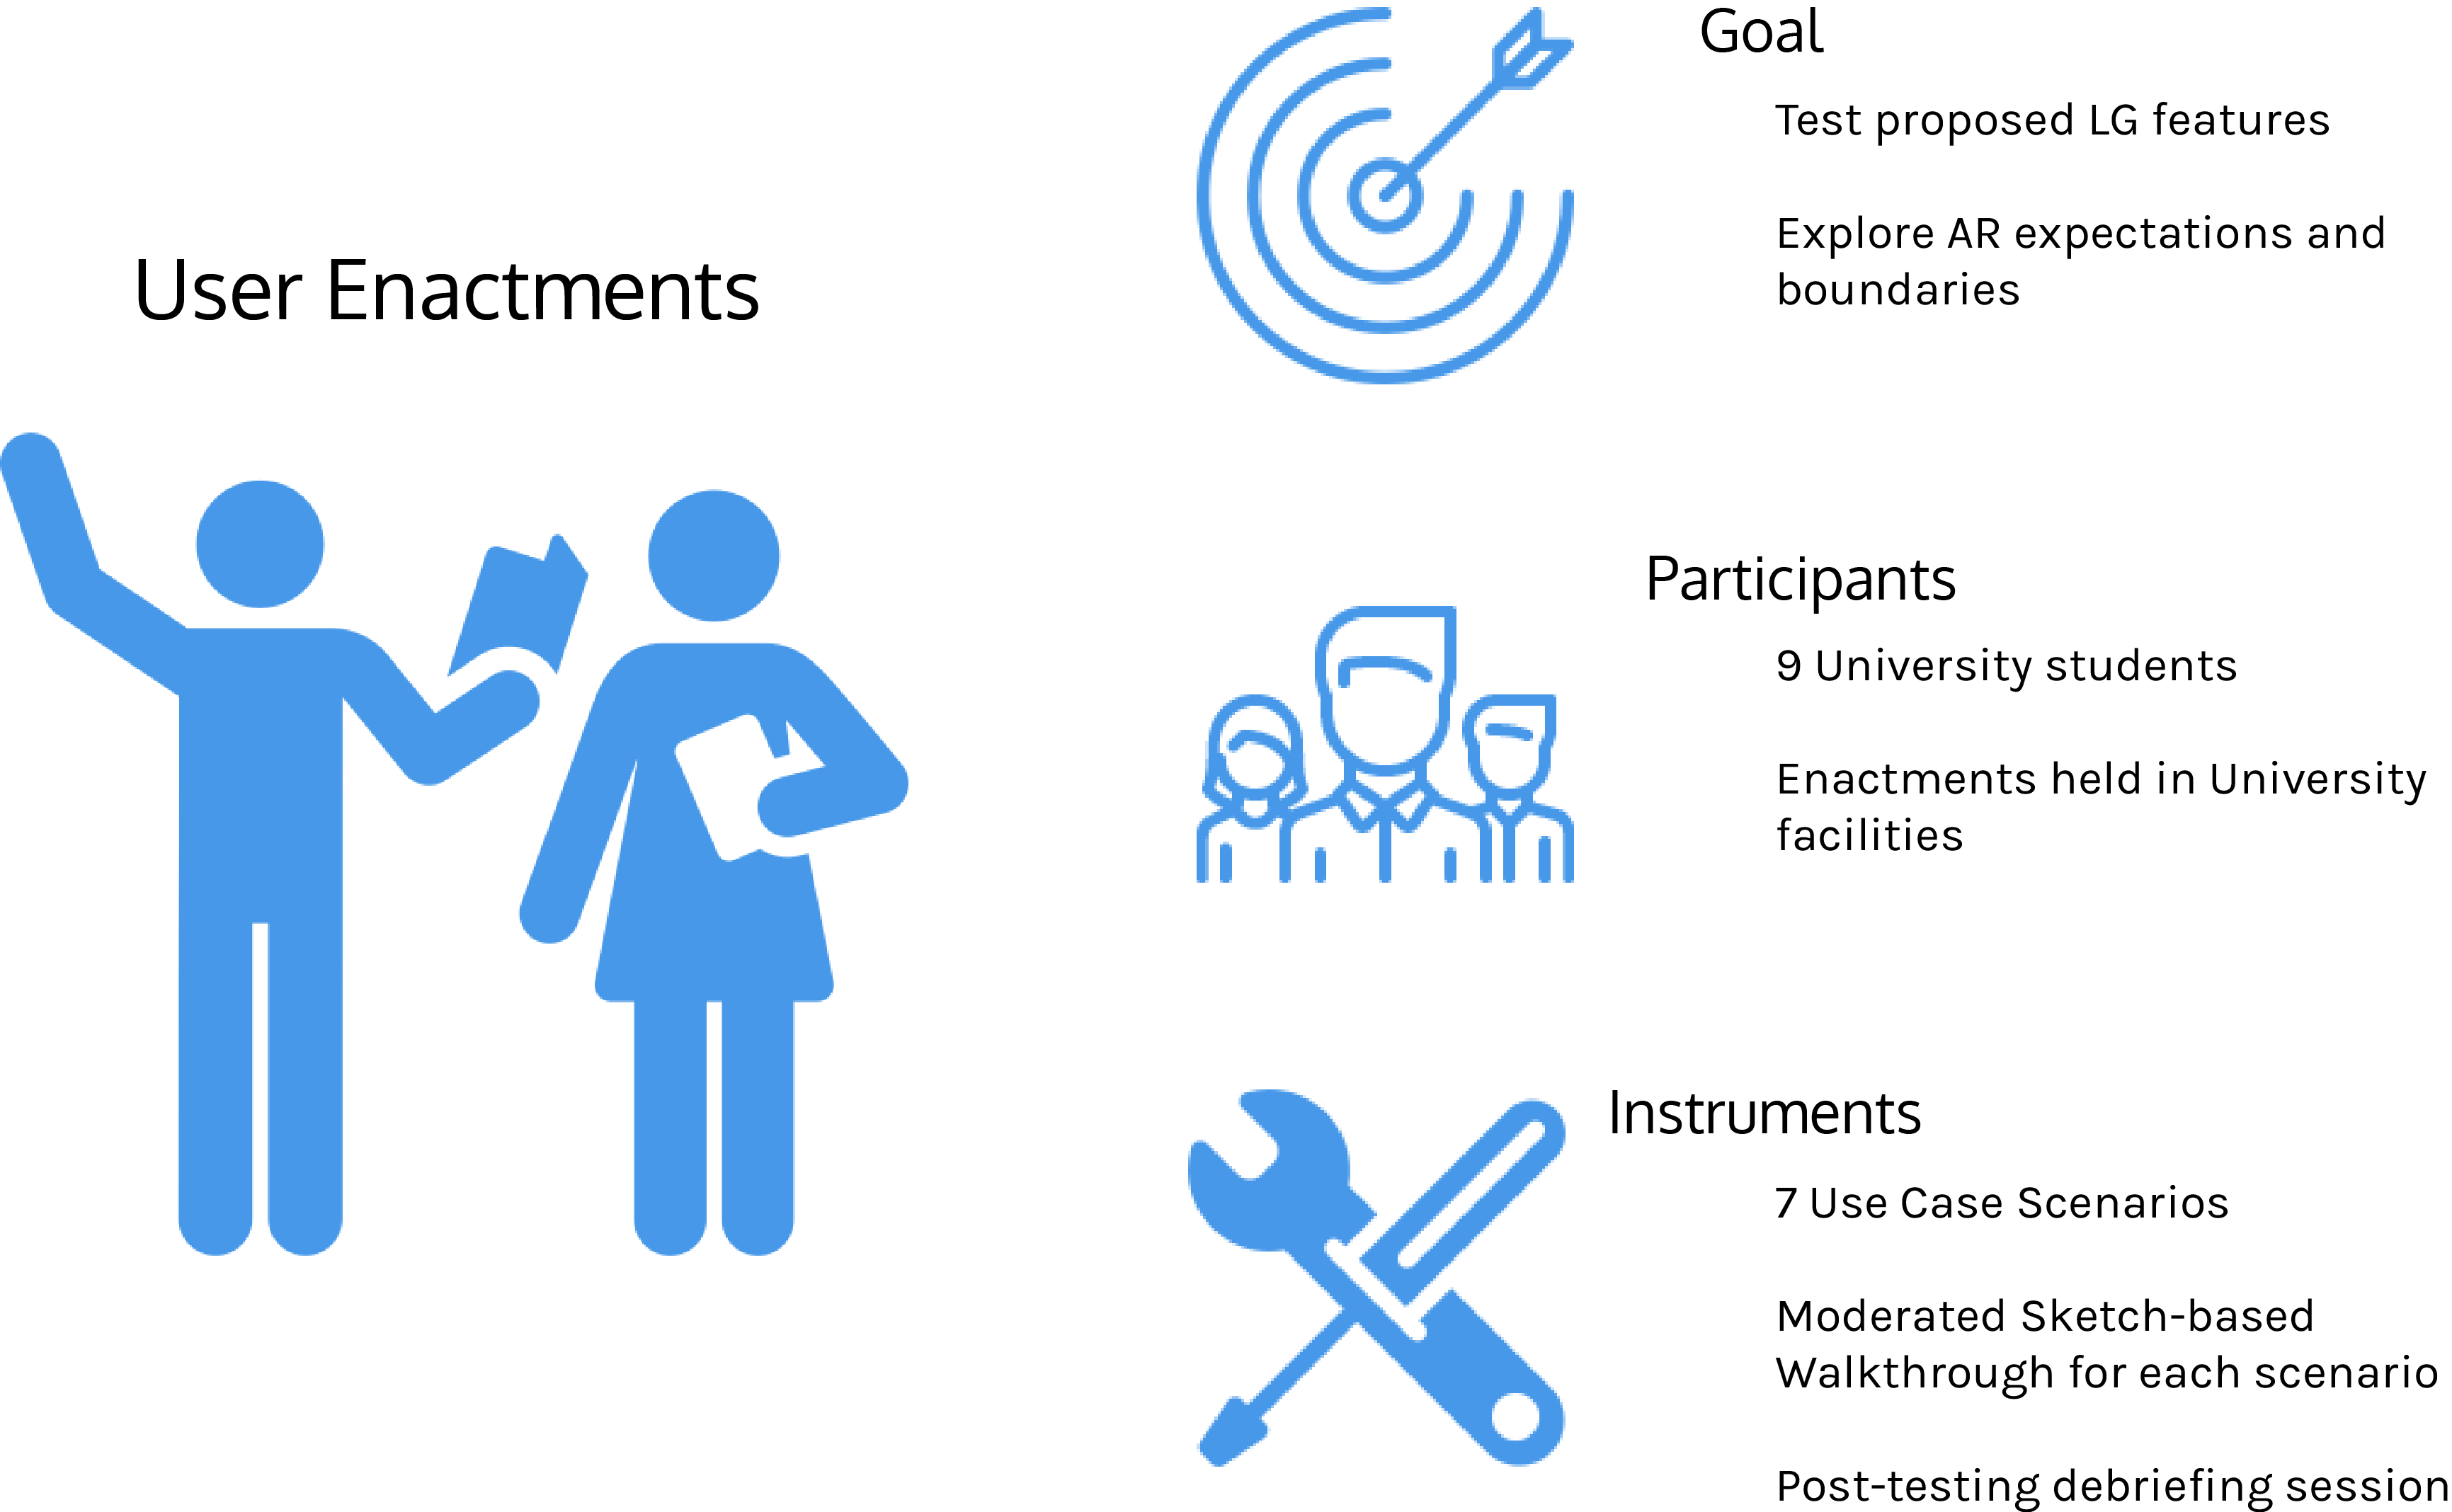 User Enactments
Goal
Test proposed LG features
Explore AR expectations and
boundaries
Participants
9 University students
Enactments held in University
facilities
Instruments
7 Use Case Scenarios
Moderated Sketch-based
Walkthrough for each scenario
Post-testing debriefing session